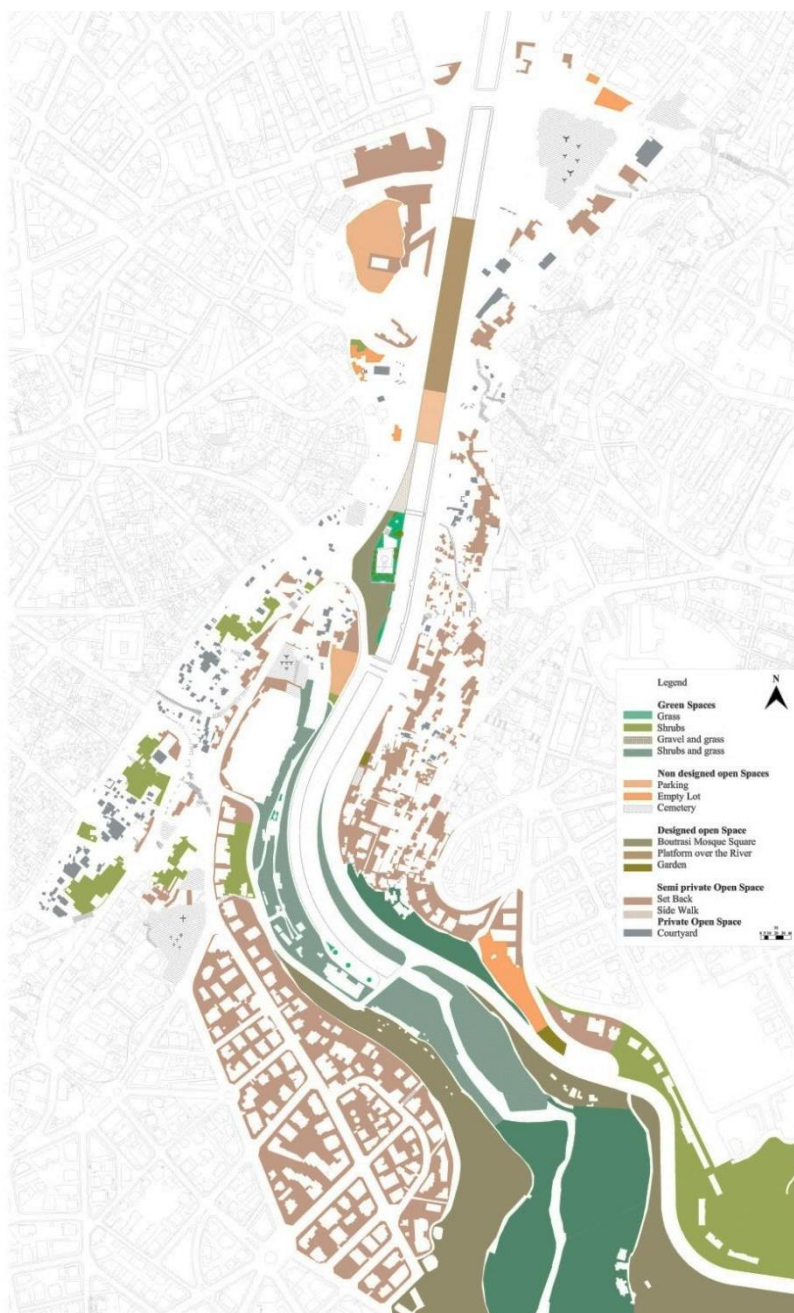 Legend
N
Green Spaces
Grass
Shrubs
Gravel and grass
Shrubs and grass
Non designed open Spaces
Parking
Empty Lot
Cemetery
Designed open Space
Boutrasi Mosque Square
Platform over the River
Garden
Semi private Open Space
Set Back
Side Walk
Private Open Space
Courtyard